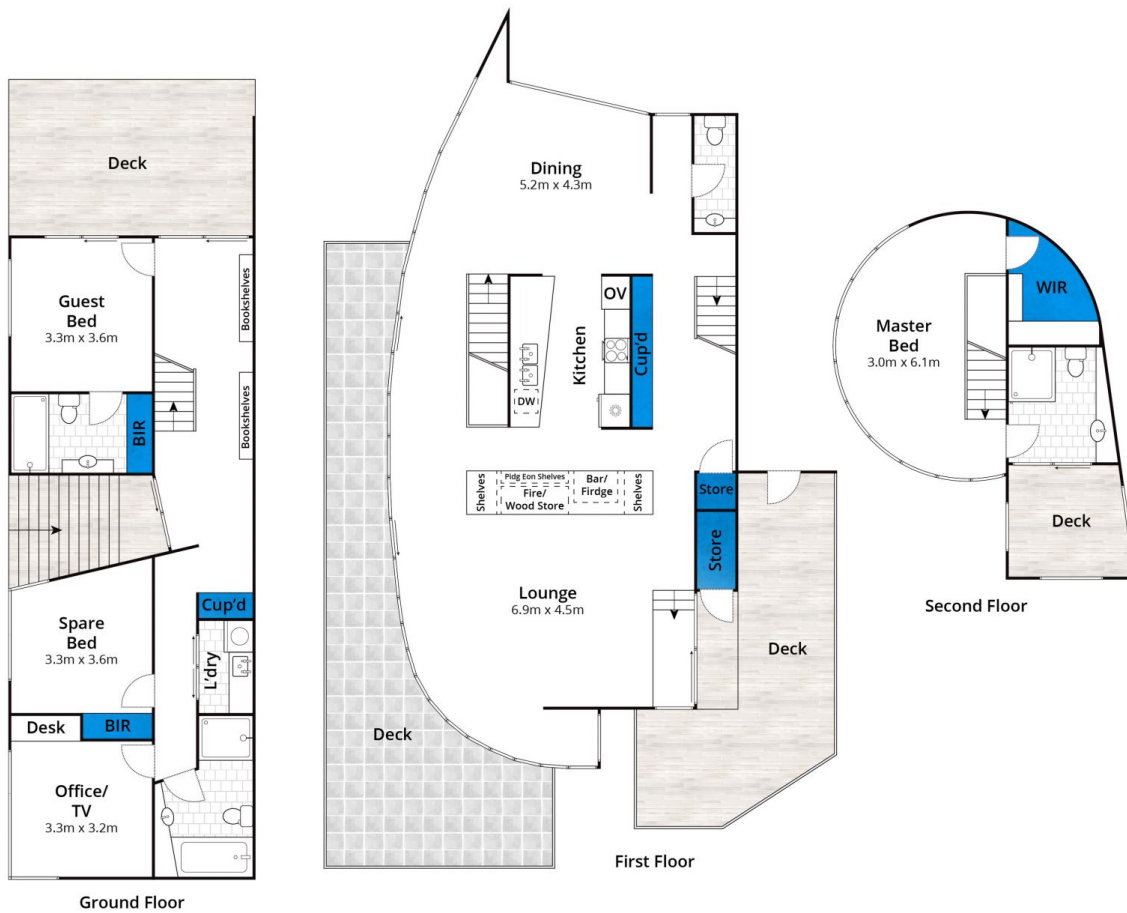 Deck
Guest
Bed
3.3m x 3.6m
Bookshelves
Bookshelves
BIR
Spare
Bed
3.3m x 3.6m
Cup'd
L'dry
Desk
BIR
Office/
TV
3.3m x 3.2m
Ground Floor
Dining
5.2m x 4.3m
OV
Kitchen
Cup'd
DW
Shelves
Pidg Eon Shelves
Fire/
Wood Store
Bar/
Firdge
Shelves
Store
Store
Lounge
6.9m x 4.5m
Deck
Deck
First Floor
WIR
Master
Bed
3.0m x 6.1m
Deck
Second Floor